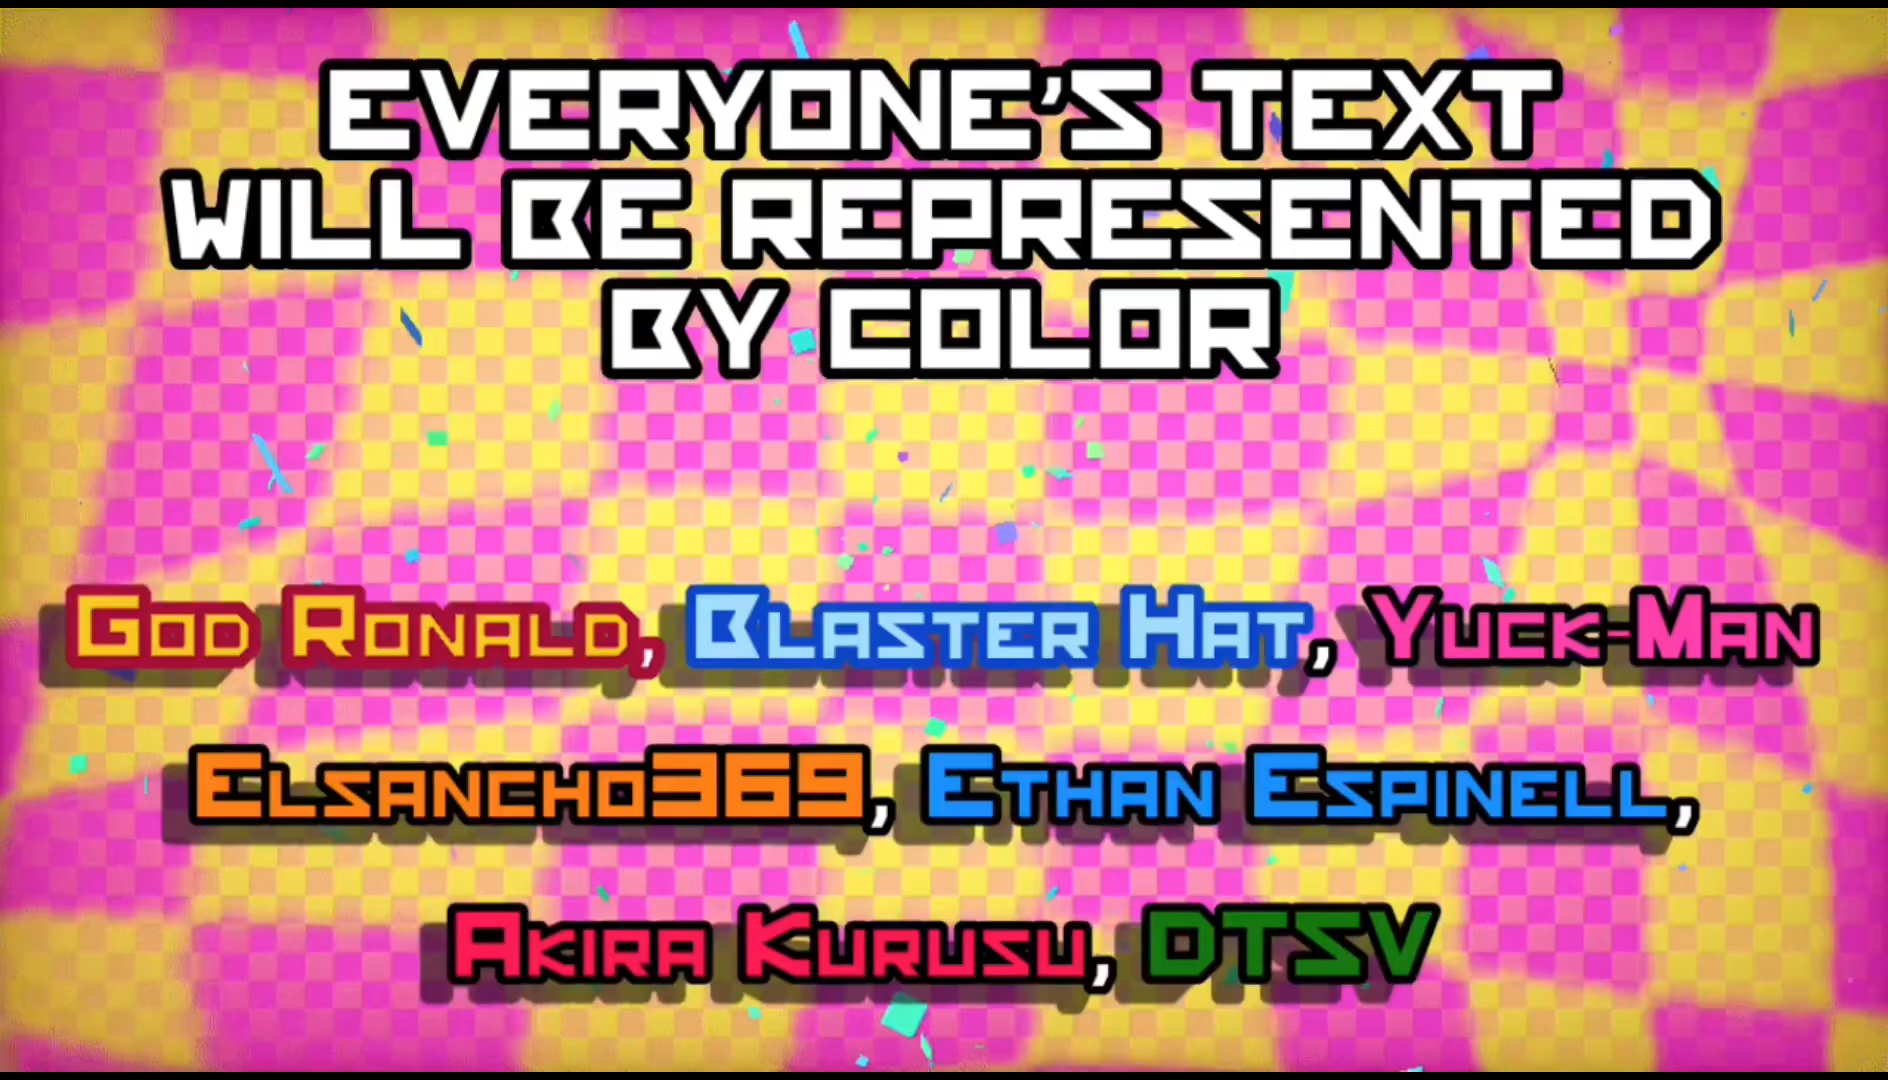 EVERYONE'S TEXT
WILL BE REPRESENTED
BY COLOR
GOD RONALD, BLASTER HAT, YUCK-MAN
ELSANCHO369, ETHAN ESPINELL,
AKIRA KURUSU, DTSV